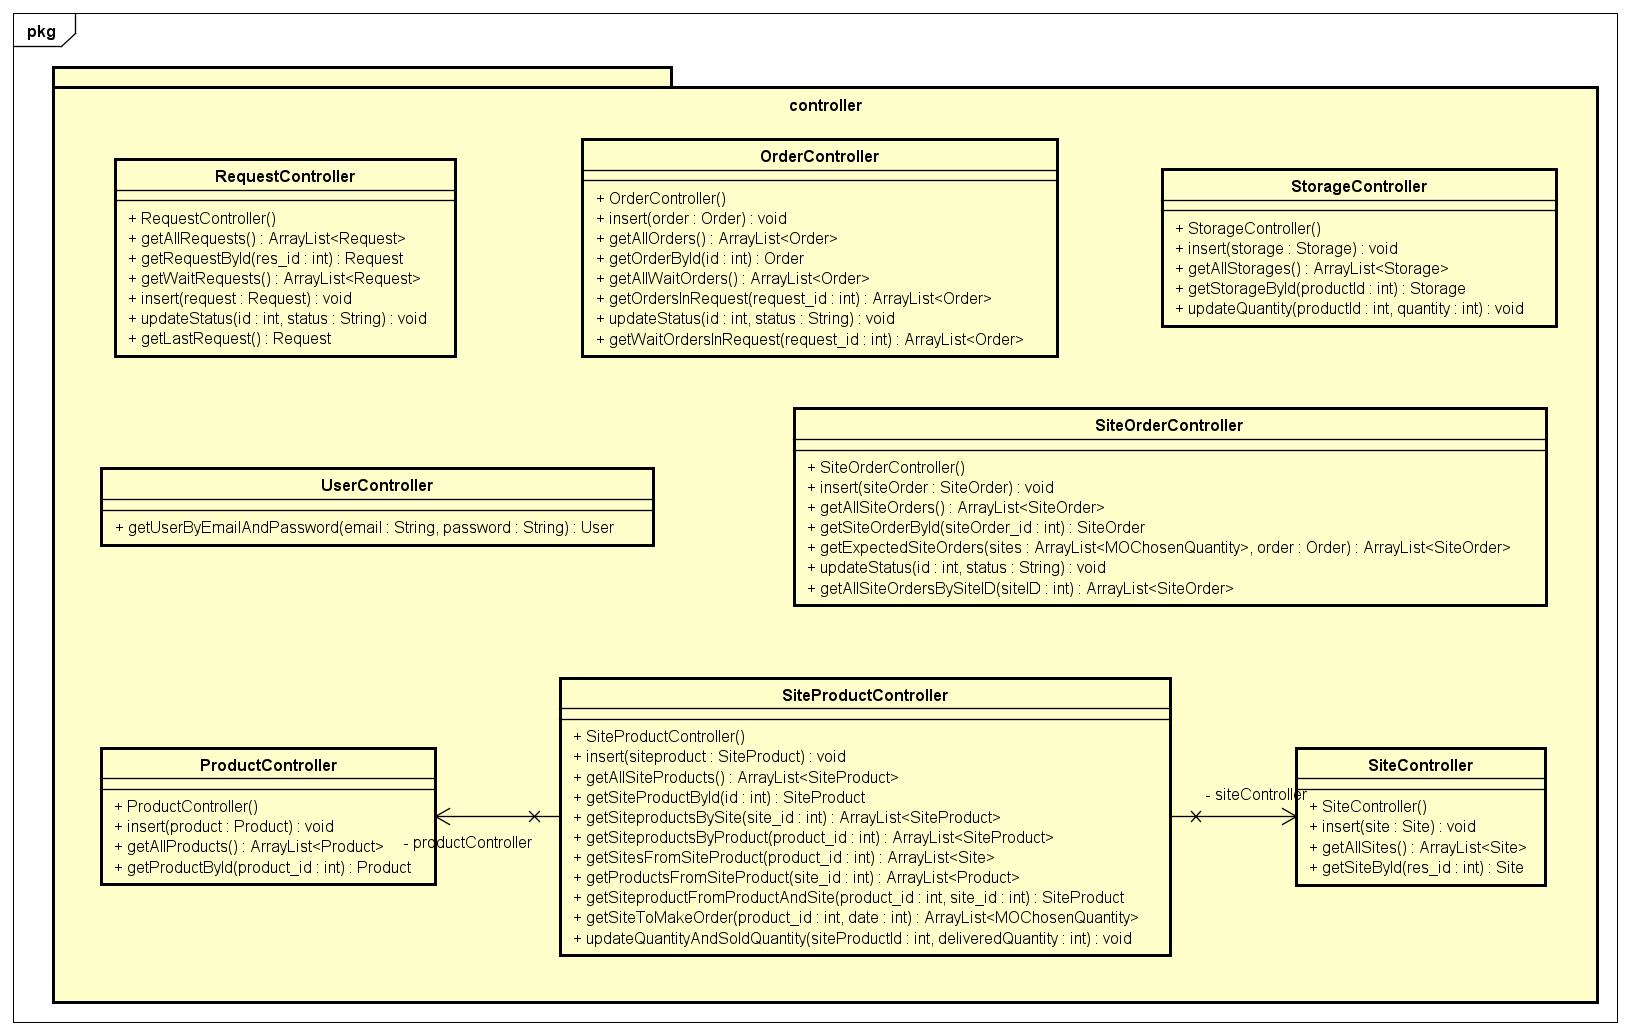 pkg
controller
RequestController
+ RequestController()
+ getAllRequests() : ArrayList<Request>
+ getRequestById(res_id : int) : Request
+ getWaitRequests() : ArrayList<Request>
+ insert(request : Request) : void
+ updateStatus(id : int, status : String) : void
+ getLastRequest() : Request
OrderController
+ OrderController()
+ insert(order : Order) : void
+ getAllOrders() : ArrayList<Order>
+ getOrderById(id : int) : Order
+ getAllWaitOrders() : ArrayList<Order>
+ getOrdersInRequest(request_id : int) : ArrayList<Order>
+ updateStatus(id : int, status : String) : void
+ getWaitOrdersInRequest(request_id : int) : ArrayList<Order>
StorageController
+ StorageController()
+ insert(storage : Storage) : void
+ getAllStorages() : ArrayList<Storage>
+ getStorageById(productId : int) : Storage
+ updateQuantity(productId : int, quantity : int) : void
UserController
+ getUserByEmailAndPassword(email : String, password : String) : User
SiteOrderController
+ SiteOrderController()
+ insert(siteOrder : SiteOrder) : void
+ getAllSiteOrders() : ArrayList<SiteOrder>
+ getSiteOrderById(siteOrder_id : int) : SiteOrder
+ getExpectedSiteOrders(sites : ArrayList<MOChosenQuantity>, order : Order) : ArrayList<SiteOrder>
+ updateStatus(id : int, status : String) : void
+ getAllSiteOrdersBySiteID(siteID : int) : ArrayList<SiteOrder>
ProductController
+ ProductController()
+ insert(product : Product) : void
+ getAllProducts() : ArrayList<Product>
+ getProductById(product_id : int) : Product
- productController
SiteProductController
+ SiteProductController()
+ insert(siteproduct : SiteProduct) : void
+ getAllSiteProducts() : ArrayList<SiteProduct>
+ getSiteProductById(id : int) : SiteProduct
+ getSiteproductsBySite(site_id : int) : ArrayList<SiteProduct>
+ getSiteproductsByProduct(product_id : int) : ArrayList<SiteProduct>
+ getSitesFromSiteProduct(product_id : int) : ArrayList<Site>
+ getProductsFromSiteProduct(site_id : int) : ArrayList<Product>
+ getSiteproductFromProductAndSite(product_id : int, site_id : int) : SiteProduct
+ getSiteToMakeOrder(product_id : int, date : int) : ArrayList<MOChosenQuantity>
+ updateQuantityAndSoldQuantity(siteProductId : int, deliveredQuantity : int) : void
- siteController
SiteController
+ SiteController()
+ insert(site : Site) : void
+ getAllSites() : ArrayList<Site>
+ getSiteById(res_id : int) : Site